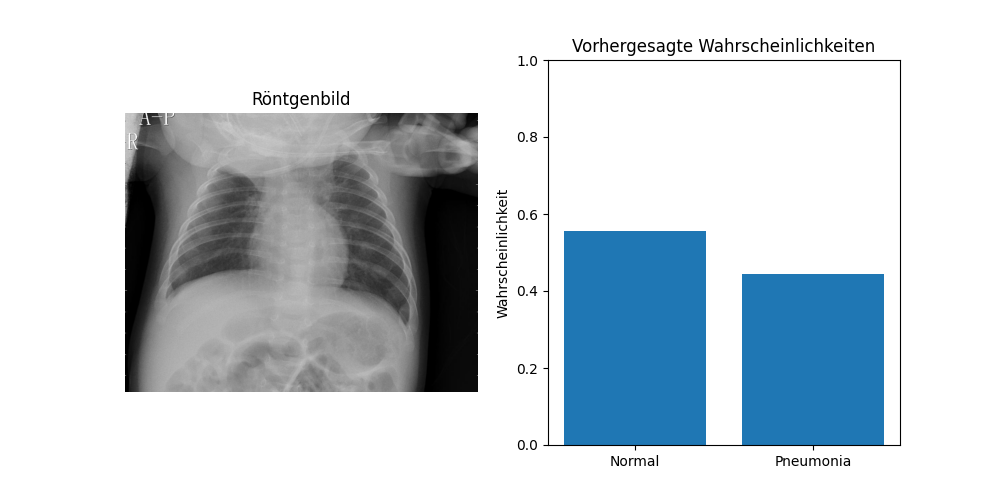 Röntgenbild
A-P
R
Vorhergesagte Wahrscheinlichkeiten
Wahrscheinlichkeit
1.0
0.8
0.6
0.4
0.2
0.0
Normal
Pneumonia